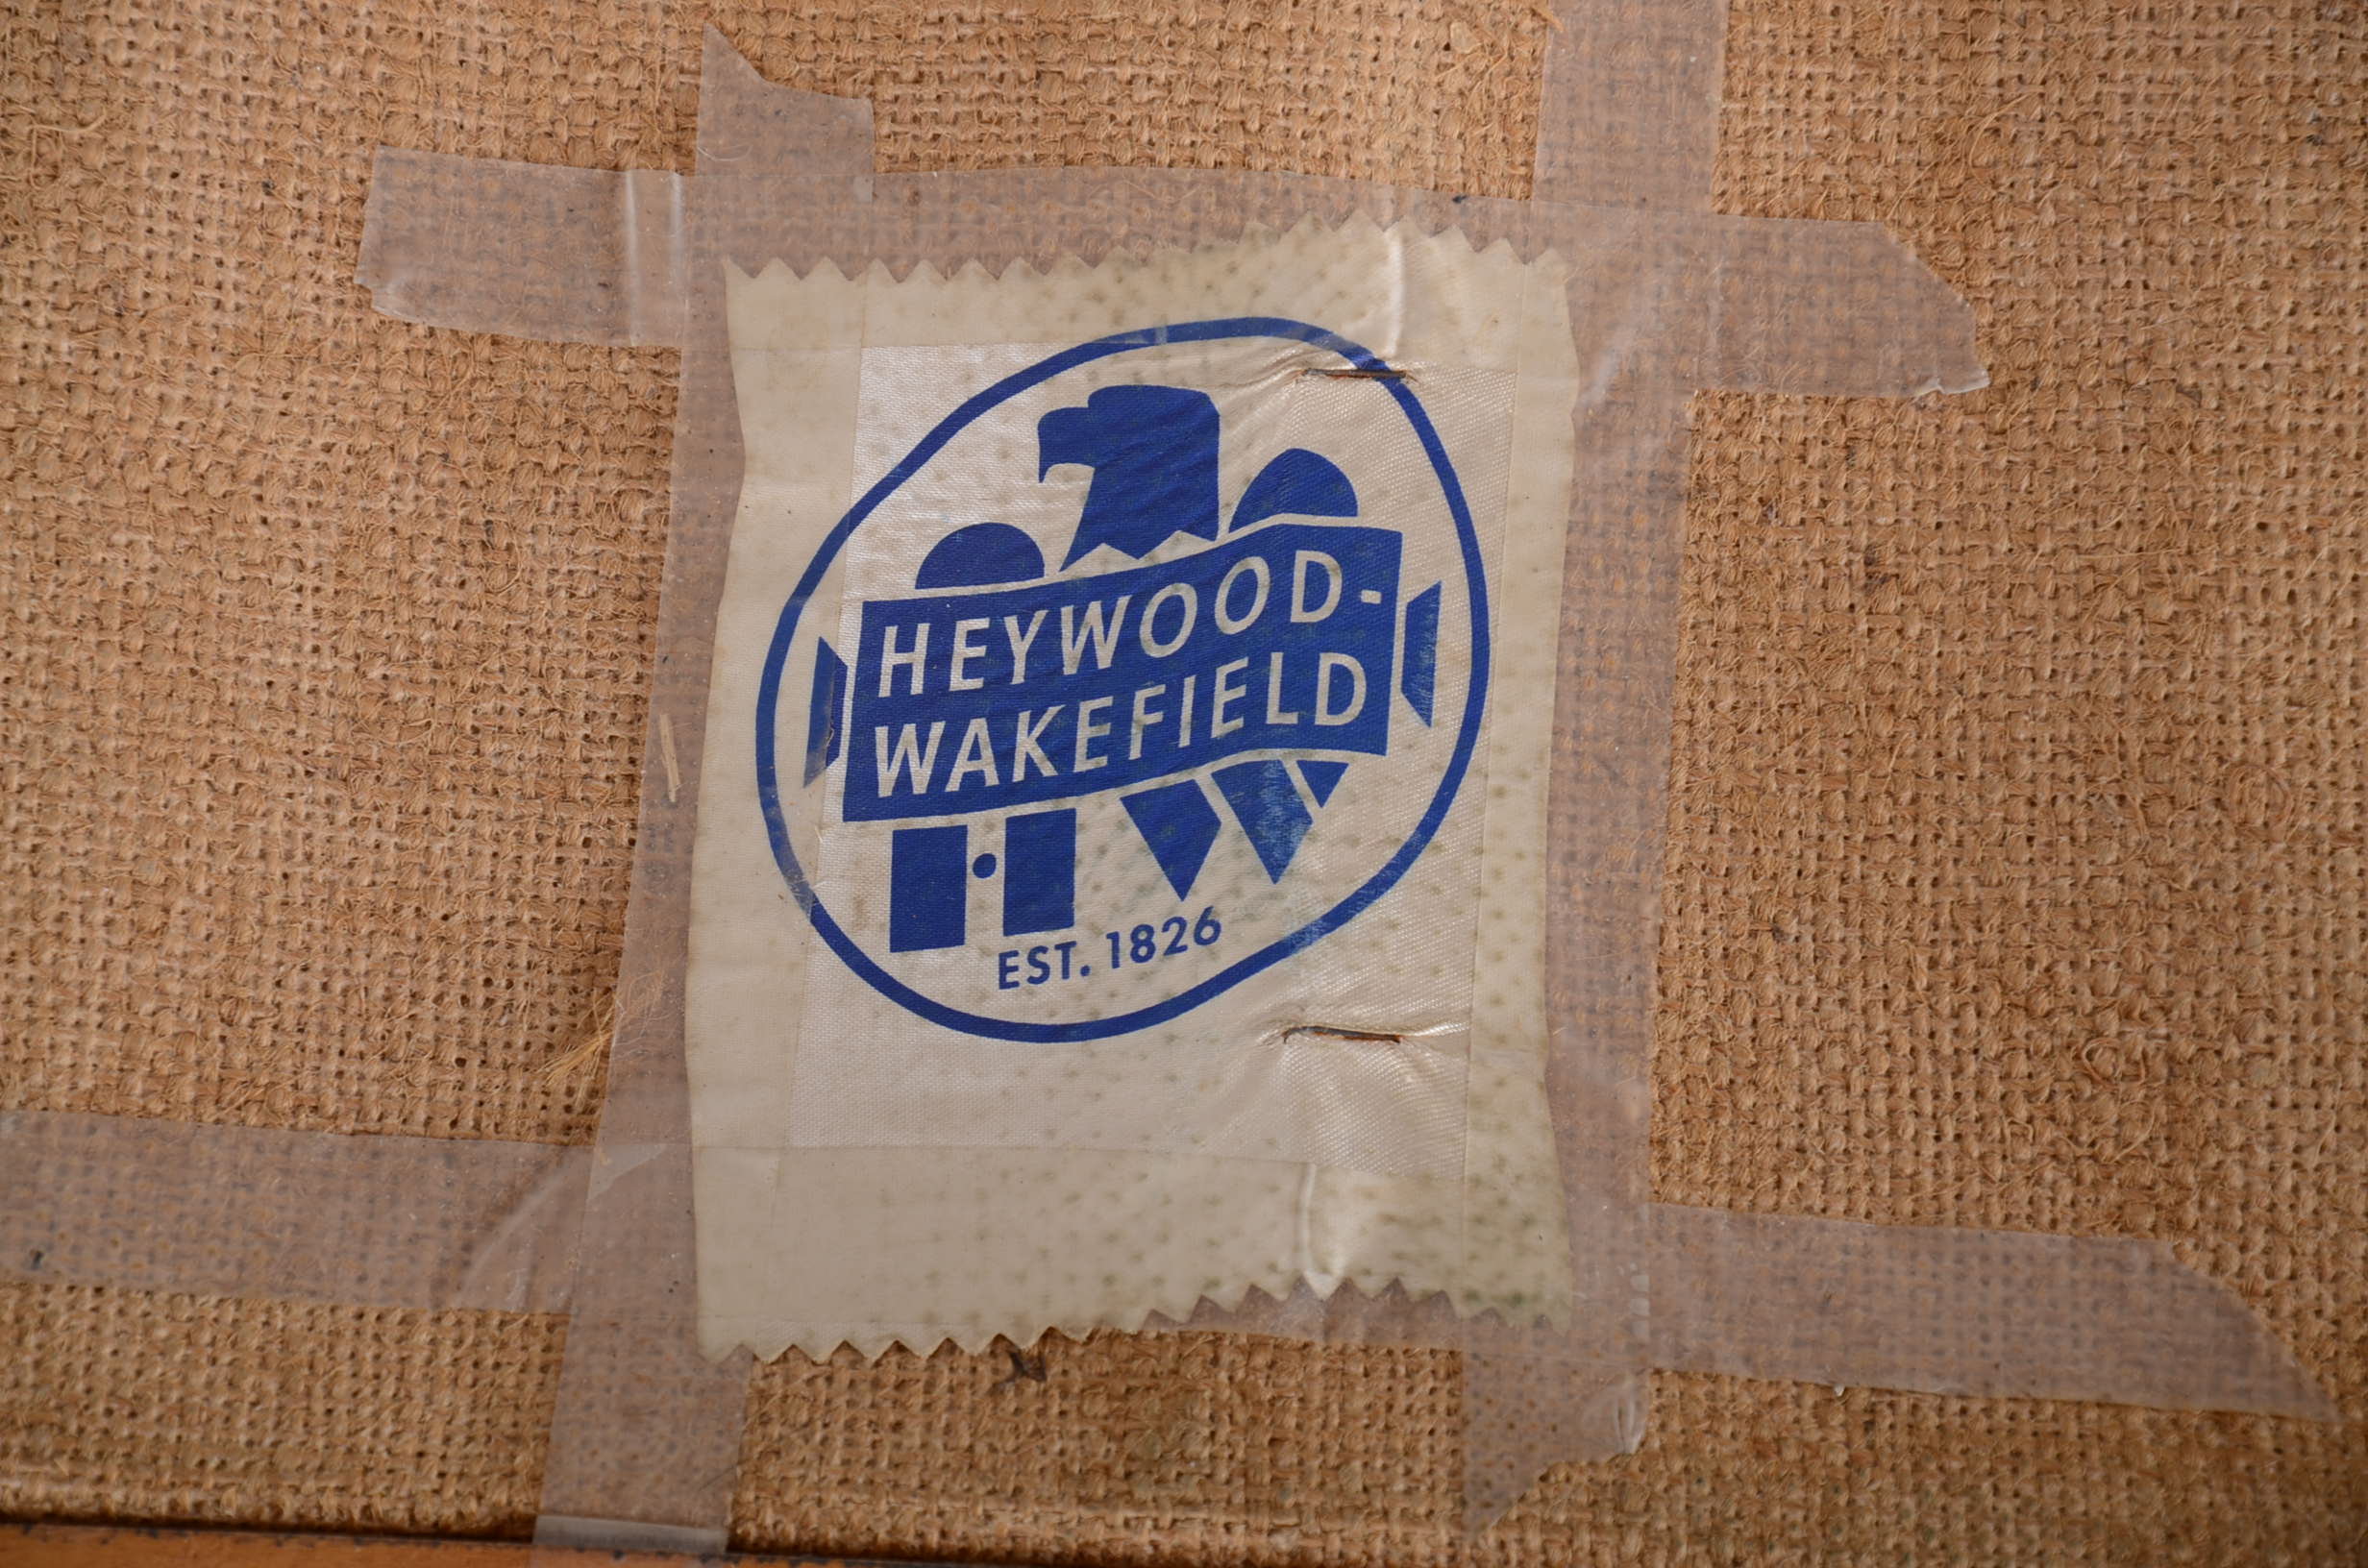 HEYWOOD-
WAKEFIELD
H·W
EST. 1826